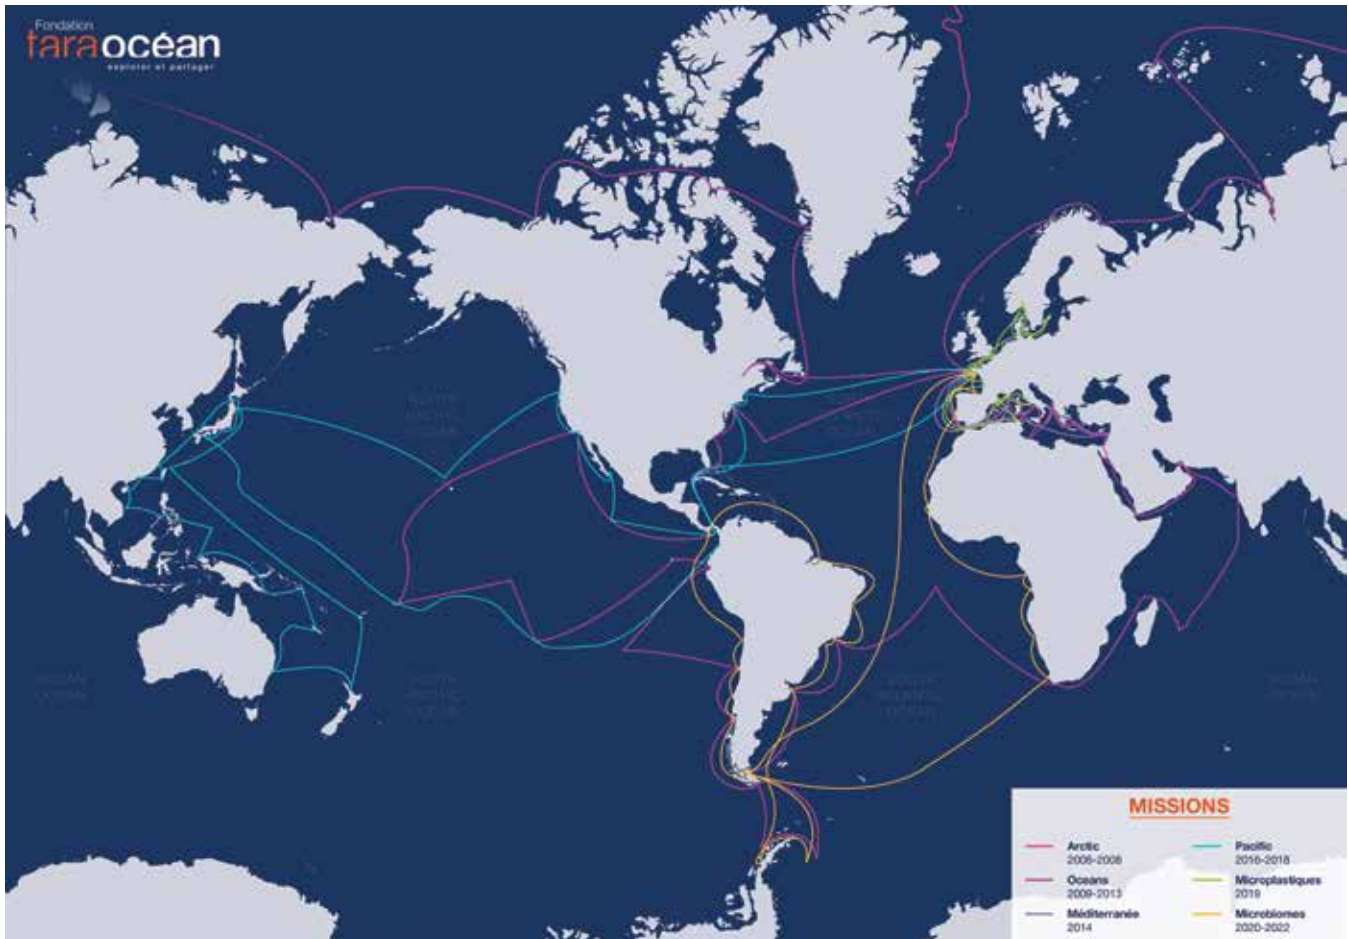 Fondation
taraocéan
explorer et partager
MISSIONS
Arctic
2006-2008
Oceans
2009-2013
Méditerranée
2014
Pacific
2016-2018
Microplastiques
2019
Microbiomes
2020-2022